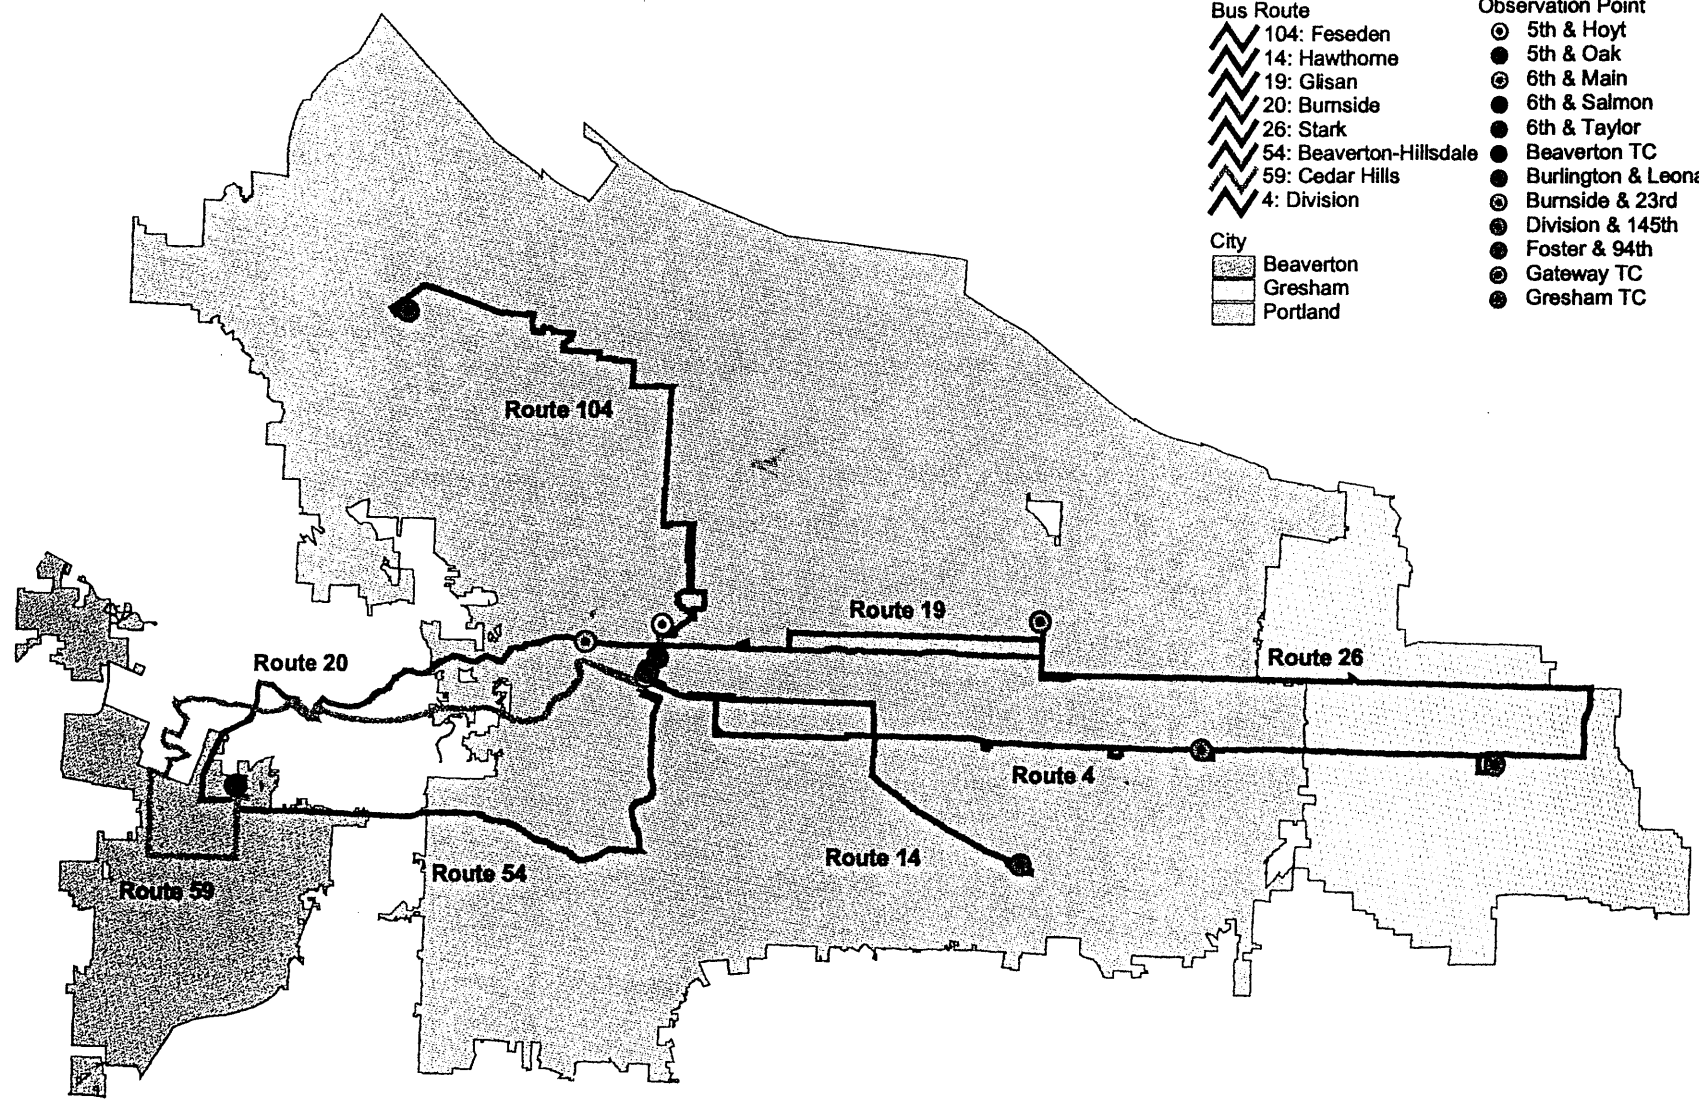 Bus Route
104: Feseden
14: Hawthorne
19: Glisan
20: Burnside
26: Stark
54: Beaverton-Hillsdale
59: Cedar Hills
4: Division
City
Beaverton
Gresham
Portland
Observation Point
5th & Hoyt
5th & Oak
6th & Main
6th & Salmon
6th & Taylor
Beaverton TC
Burlington & Leona
Burnside & 23rd
Division & 145th
Foster & 94th
Gateway TC
Gresham TC
Route 104
Route 19
Route 20
Route 26
Route 4
Route 14
Route 54
Route 59